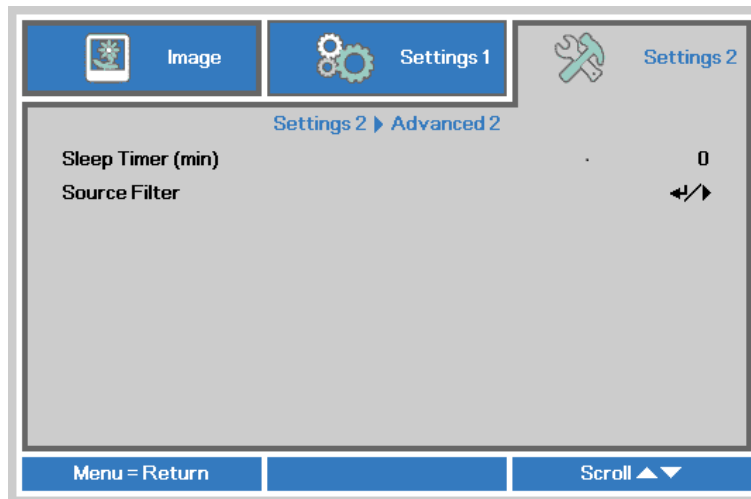 Image
Settings 1
Settings 2
Settings 2 ▶ Advanced 2
Sleep Timer (min) 0
Source Filter ↵/▶
Menu = Return
Scroll ▲▼